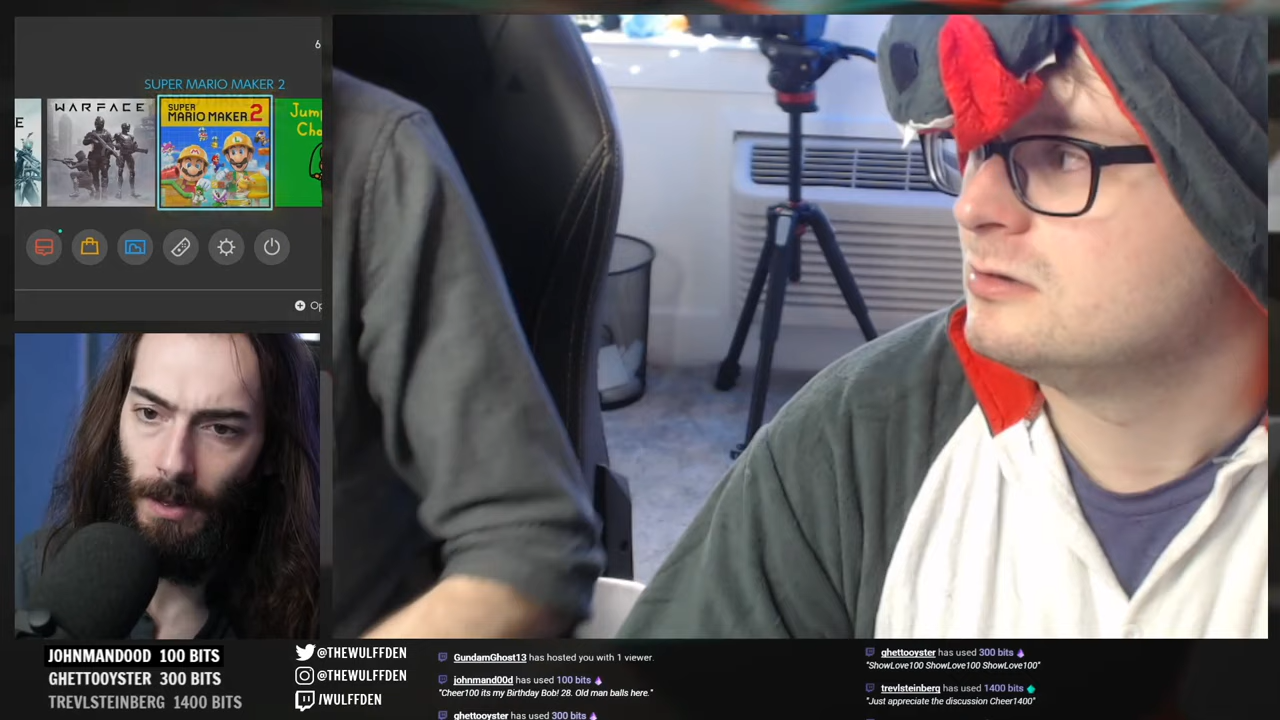 6
SUPER MARIO MAKER 2
E
WARFACE
SUPER
MARIO MAKER 2
Jum
Cha
Op
JOHNMANDOOD 100 BITS
GHETTOOYSTER 300 BITS
TREVLSTEINBERG 1400 BITS
@THEWULFFDEN
@THEWULFFDEN
/WULFFDEN
GundamGhost13 has hosted you with 1 viewer.
johnmand00d has used 100 bits
"Cheer100 its my Birthday Bob! 28. Old man balls here."
ghettooyster has used 300 bits
ghettooyster has used 300 bits
"ShowLove100 ShowLove100 ShowLove100"
trevlsteinberg has used 1400 bits
"Just appreciate the discussion Cheer1400"